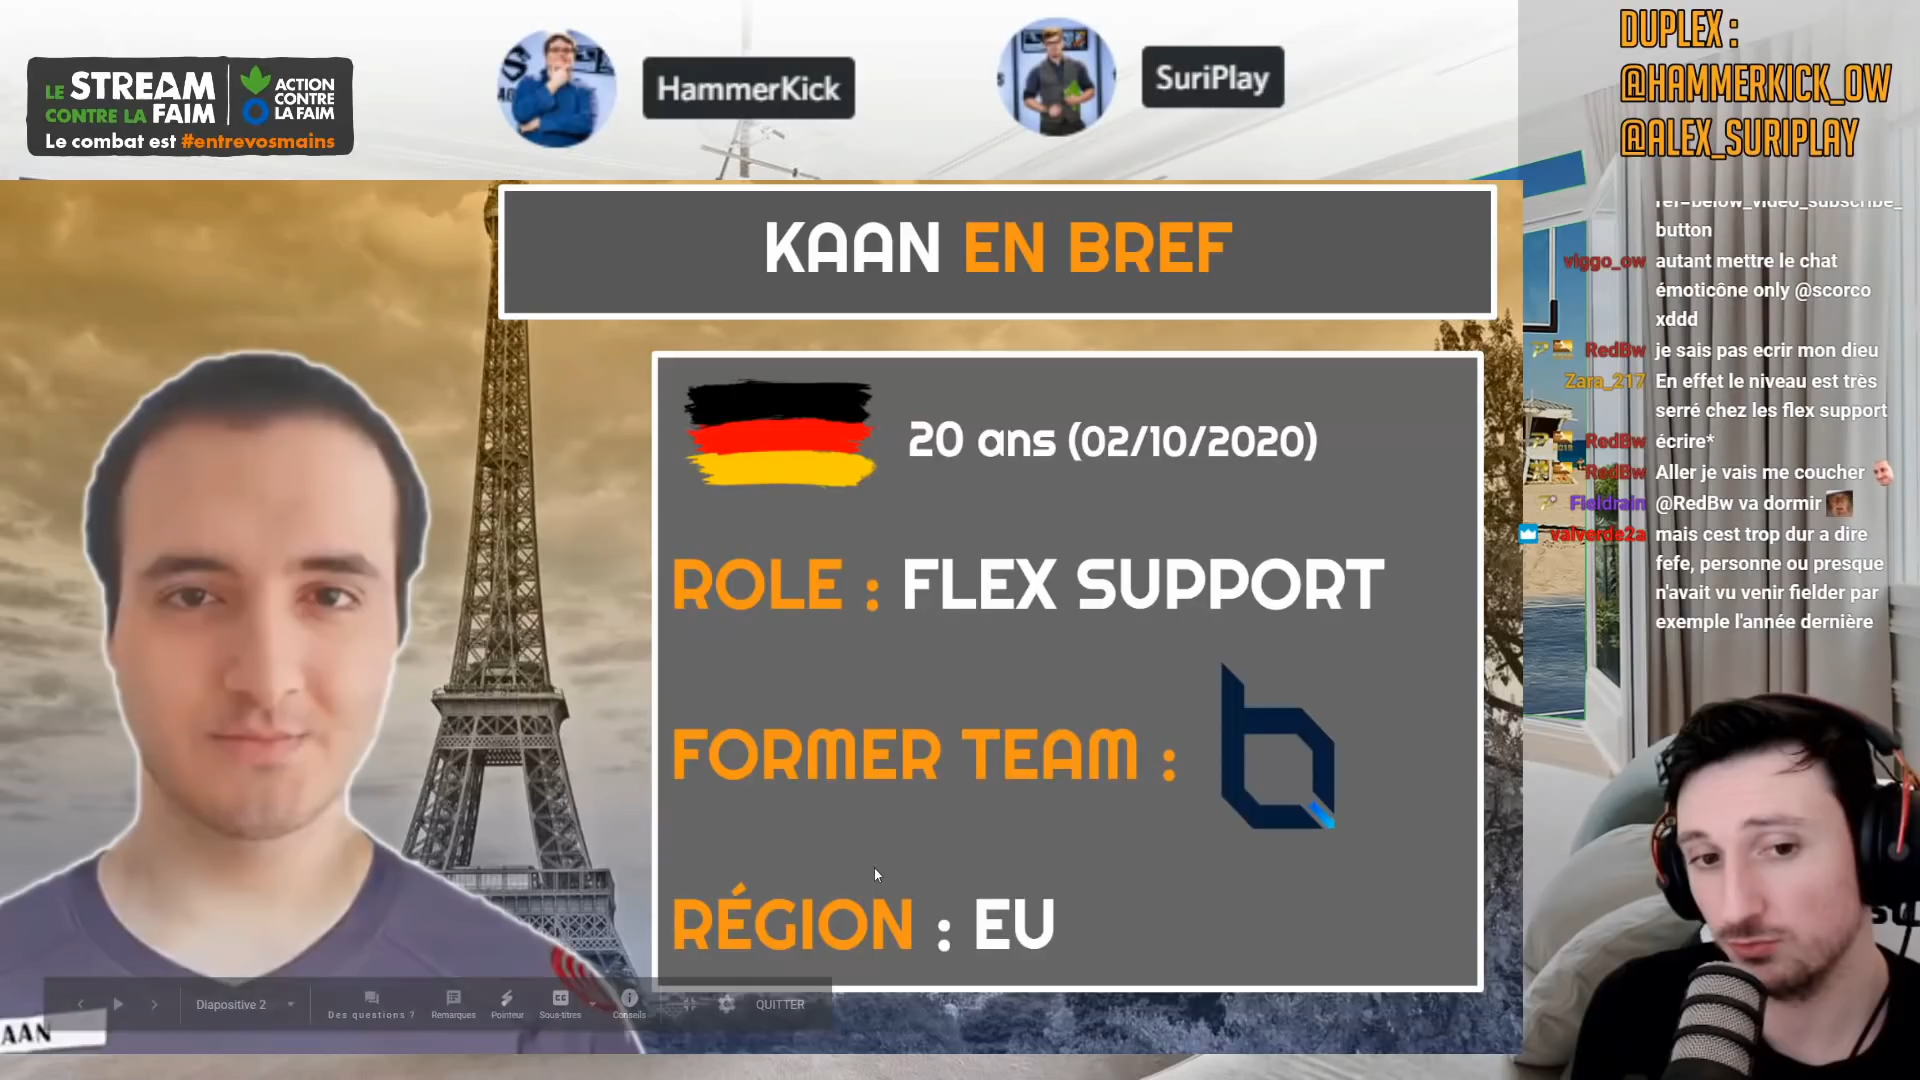 LE STREAM
CONTRE LA FAIM
ACTION
CONTRE
LA FAIM
Le combat est #entrevosmains
HammerKick
SuriPlay
DUPLEX :
@HAMMERKICK_OW
@ALEX_SURIPLAY
KAAN EN BREF
20 ans (02/10/2020)
ROLE : FLEX SUPPORT
FORMER TEAM :
RÉGION : EU
ref=below_video_subscribe_
button
viggo_ow autant mettre le chat
émoticône only @scorco
xddd
RedBw je sais pas ecrir mon dieu
Zara_217 En effet le niveau est très
serré chez les flex support
RedBw écrire*
RedBw Aller je vais me coucher
Fieldrain @RedBw va dormir
valverde2a mais cest trop dur a dire
fefe, personne ou presque
n'avait vu venir fielder par
exemple l'année dernière
Diapositive 2
Des questions ?
Remarques
Pointeur
Sous-titres
Conseils
QUITTER
AAN